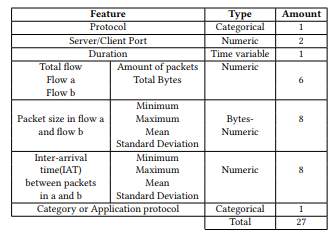 Feature Type Amount
Protocol Categorical 1
Server/Client Port Numeric 2
Duration Time variable 1
Total flow Amount of packets Numeric
Flow a Total Bytes 6
Flow b
Minimum
Packet size in flow a Maximum Bytes- 8
and flow b Mean Numeric
Standard Deviation
Inter-arrival Minimum
time(IAT) Maximum Numeric 8
between packets Mean
in a and b Standard Deviation
Category or Application protocol Categorical 1
Total 27